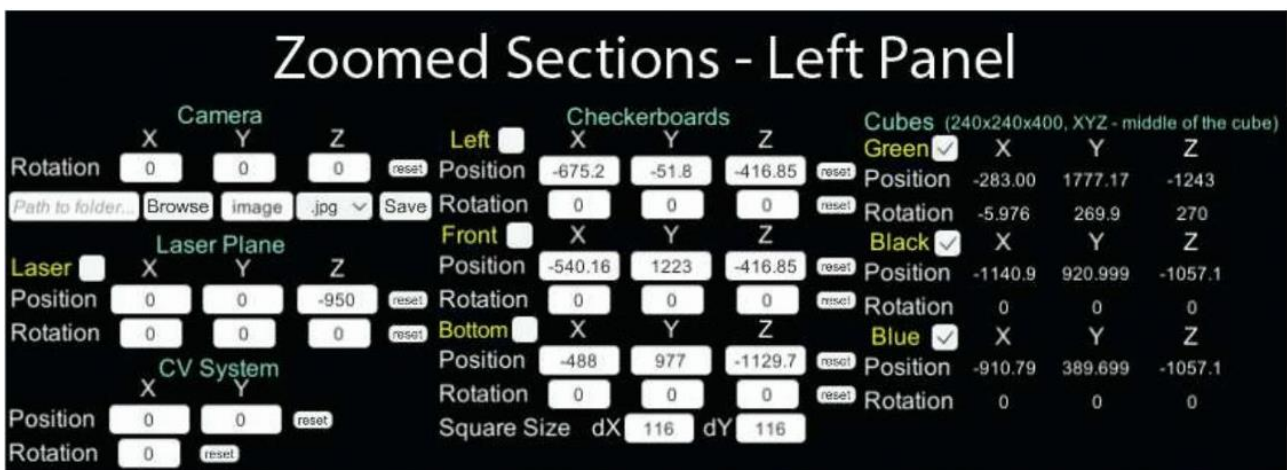 Zoomed Sections - Left Panel
Camera
X Y Z
Rotation 0 0 0 reset
Path to folder... Browse image .jpg Save
Laser Plane
Laser X Y Z
Position 0 0 -950 reset
Rotation 0 0 0 reset
CV System
X Y
Position 0 0 reset
Rotation 0 reset
Checkerboards
Left X Y Z
Position -675.2 -51.8 -416.85 reset
Rotation 0 0 0 reset
Front X Y Z
Position -540.16 1223 -416.85 reset
Rotation 0 0 0 reset
Bottom X Y Z
Position -488 977 -1129.7 reset
Rotation 0 0 0 reset
Square Size dX 116 dY 116
Cubes (240x240x400, XYZ - middle of the cube)
Green X Y Z
Position -283.00 1777.17 -1243
Rotation -5.976 269.9 270
Black X Y Z
Position -1140.9 920.999 -1057.1
Rotation 0 0 0
Blue X Y Z
Position -910.79 389.699 -1057.1
Rotation 0 0 0